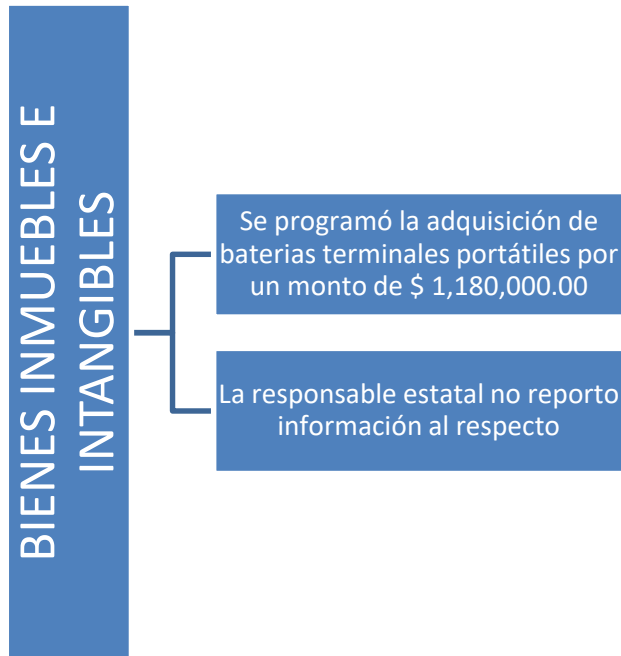 BIENES INMUEBLES E
INTANGIBLES
Se programó la adquisición de
baterias terminales portátiles por
un monto de $ 1,180,000.00
La responsable estatal no reporto
información al respecto